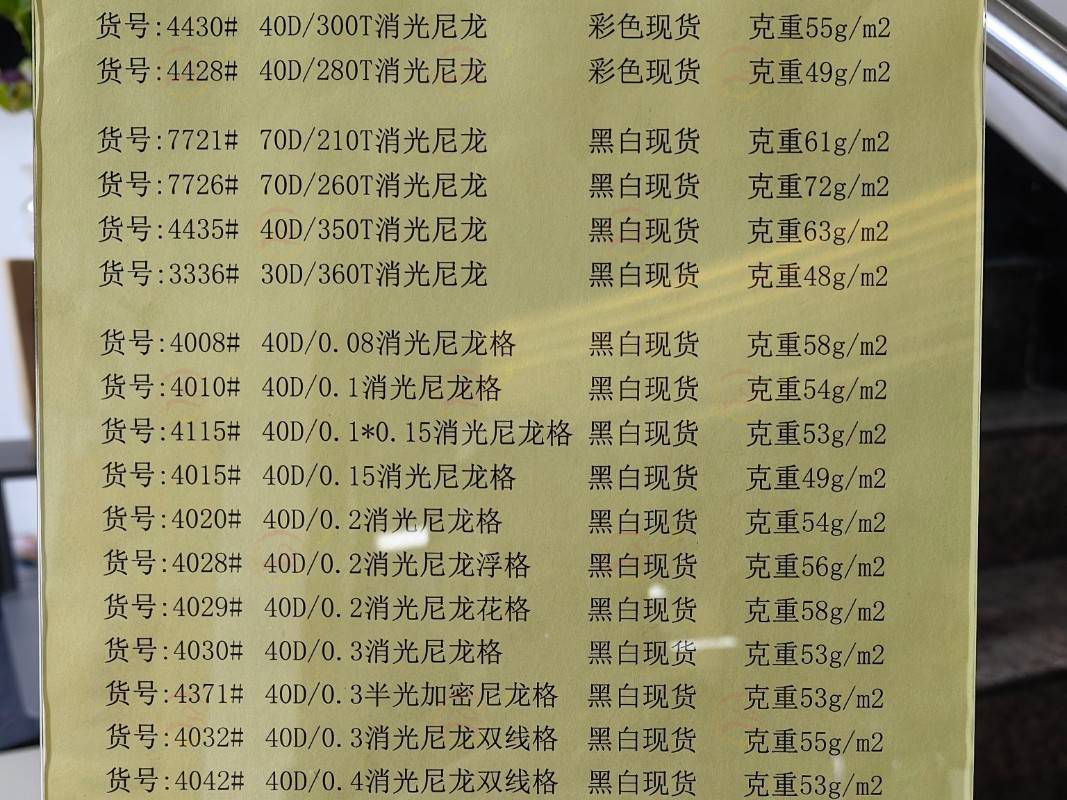 货号:4430# 40D/300T消光尼龙 彩色现货 克重55g/m2
货号:4428# 40D/280T消光尼龙 彩色现货 克重49g/m2
货号:7721# 70D/210T消光尼龙 黑白现货 克重61g/m2
货号:7726# 70D/260T消光尼龙 黑白现货 克重72g/m2
货号:4435# 40D/350T消光尼龙 黑白现货 克重63g/m2
货号:3336# 30D/360T消光尼龙 黑白现货 克重48g/m2
货号:4008# 40D/0.08消光尼龙格 黑白现货 克重58g/m2
货号:4010# 40D/0.1消光尼龙格 黑白现货 克重54g/m2
货号:4115# 40D/0.1*0.15消光尼龙格 黑白现货 克重53g/m2
货号:4015# 40D/0.15消光尼龙格 黑白现货 克重49g/m2
货号:4020# 40D/0.2消光尼龙格 黑白现货 克重54g/m2
货号:4028# 40D/0.2消光尼龙浮格 黑白现货 克重56g/m2
货号:4029# 40D/0.2消光尼龙花格 黑白现货 克重58g/m2
货号:4030# 40D/0.3消光尼龙格 黑白现货 克重53g/m2
货号:4371# 40D/0.3半光加密尼龙格 黑白现货 克重53g/m2
货号:4032# 40D/0.3消光尼龙双线格 黑白现货 克重55g/m2
货号:4042# 40D/0.4消光尼龙双线格 黑白现货 克重53g/m2